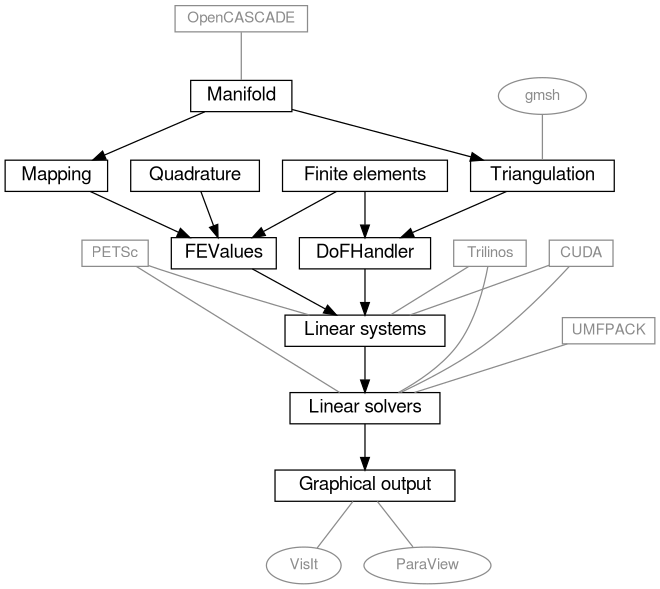 OpenCASCADE
Manifold
gmsh
Mapping
Quadrature
Finite elements
Triangulation
PETSc
FEValues
DoFHandler
Trilinos
CUDA
Linear systems
UMFPACK
Linear solvers
Graphical output
VisIt
ParaView